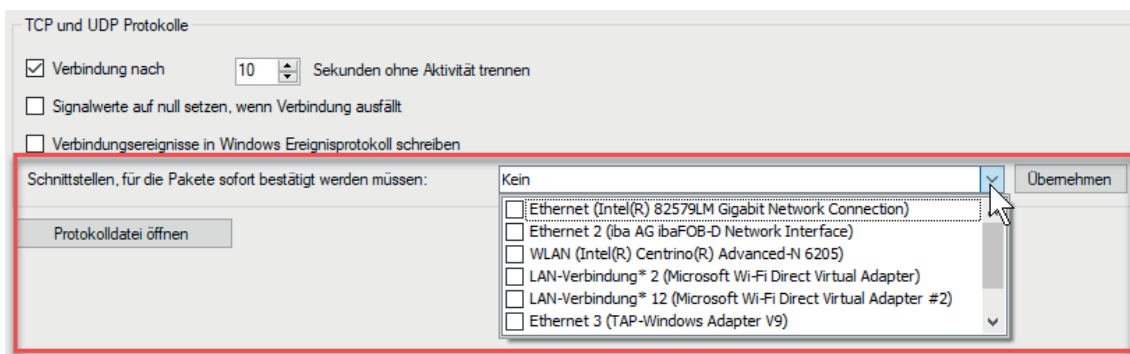 TCP und UDP Protokolle
Verbindung nach 10 Sekunden ohne Aktivität trennen
Signalwerte auf null setzen, wenn Verbindung ausfällt
Verbindungsereignisse in Windows Ereignisprotokoll schreiben
Schnittstellen, für die Pakete sofort bestätigt werden müssen: Kein Übernehmen
Ethernet (Intel(R) 82579LM Gigabit Network Connection)
Protokolldatei öffnen
Ethernet 2 (iba AG ibaFOB-D Network Interface)
WLAN (Intel(R) Centrino(R) Advanced-N 6205)
LAN-Verbindung* 2 (Microsoft Wi-Fi Direct Virtual Adapter)
LAN-Verbindung* 12 (Microsoft Wi-Fi Direct Virtual Adapter #2)
Ethernet 3 (TAP-Windows Adapter V9)